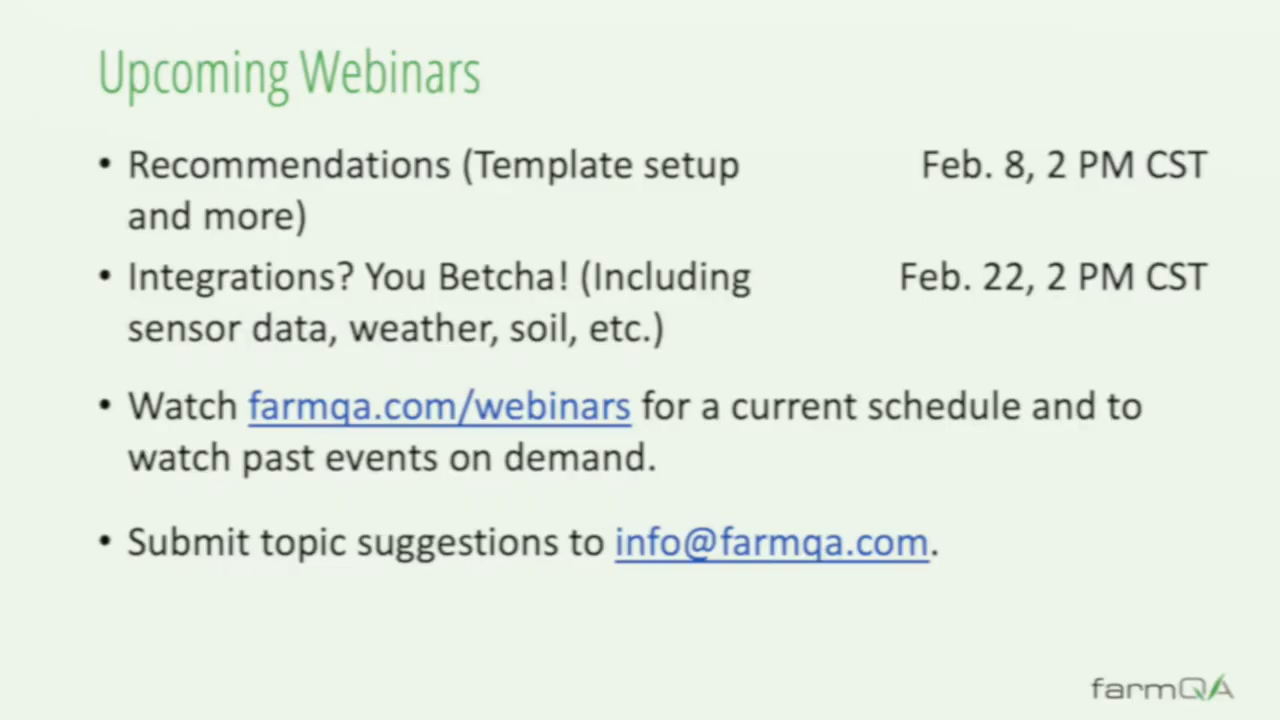 Upcoming Webinars
• Recommendations (Template setup Feb. 8, 2 PM CST
and more)
• Integrations? You Betcha! (Including Feb. 22, 2 PM CST
sensor data, weather, soil, etc.)
• Watch farmqa.com/webinars for a current schedule and to
watch past events on demand.
• Submit topic suggestions to info@farmqa.com.
farmQA